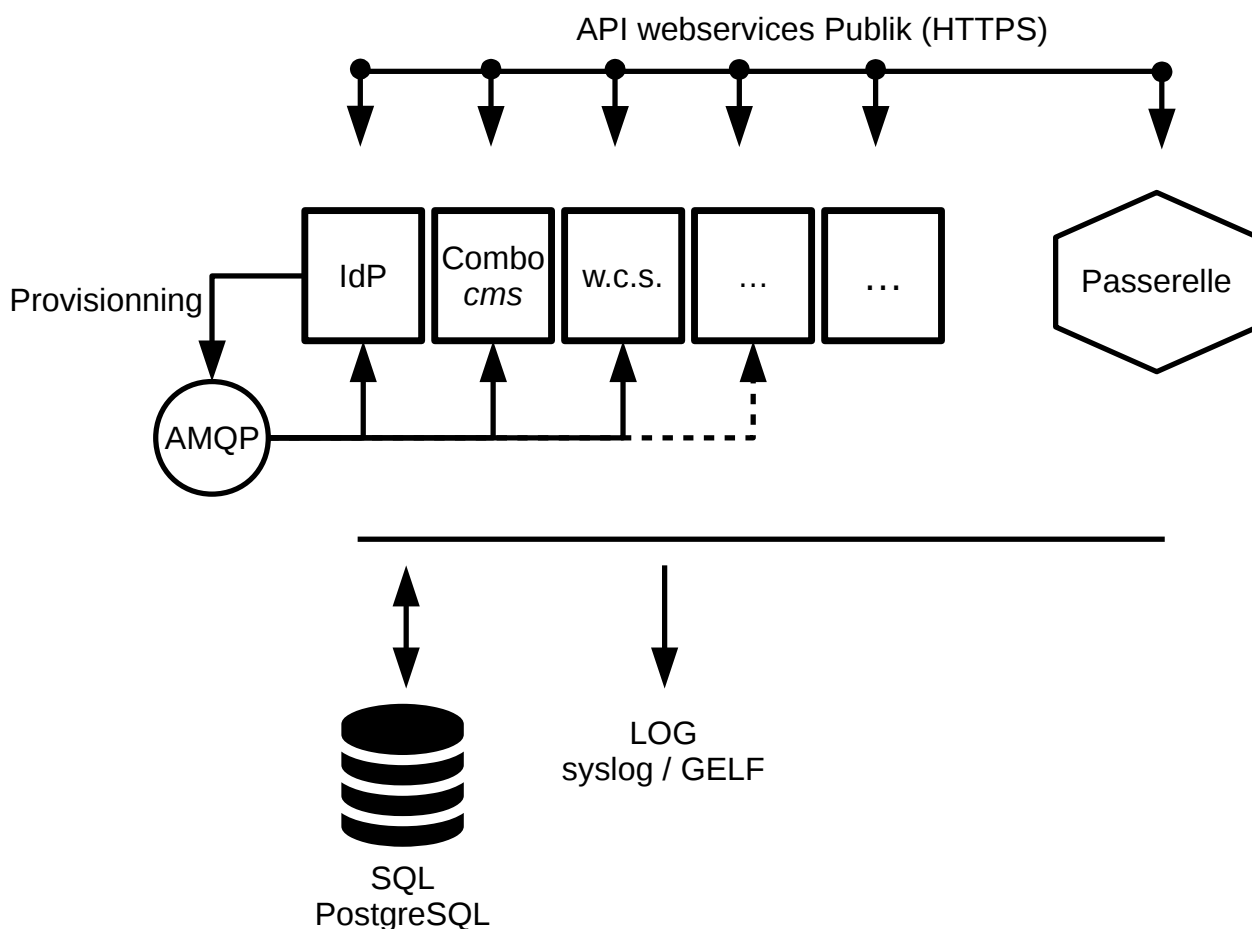 API webservices Publik (HTTPS)
IdP
Combo
cms
w.c.s.
...
...
Passerelle
Provisionning
AMQP
LOG
syslog / GELF
SQL
PostgreSQL